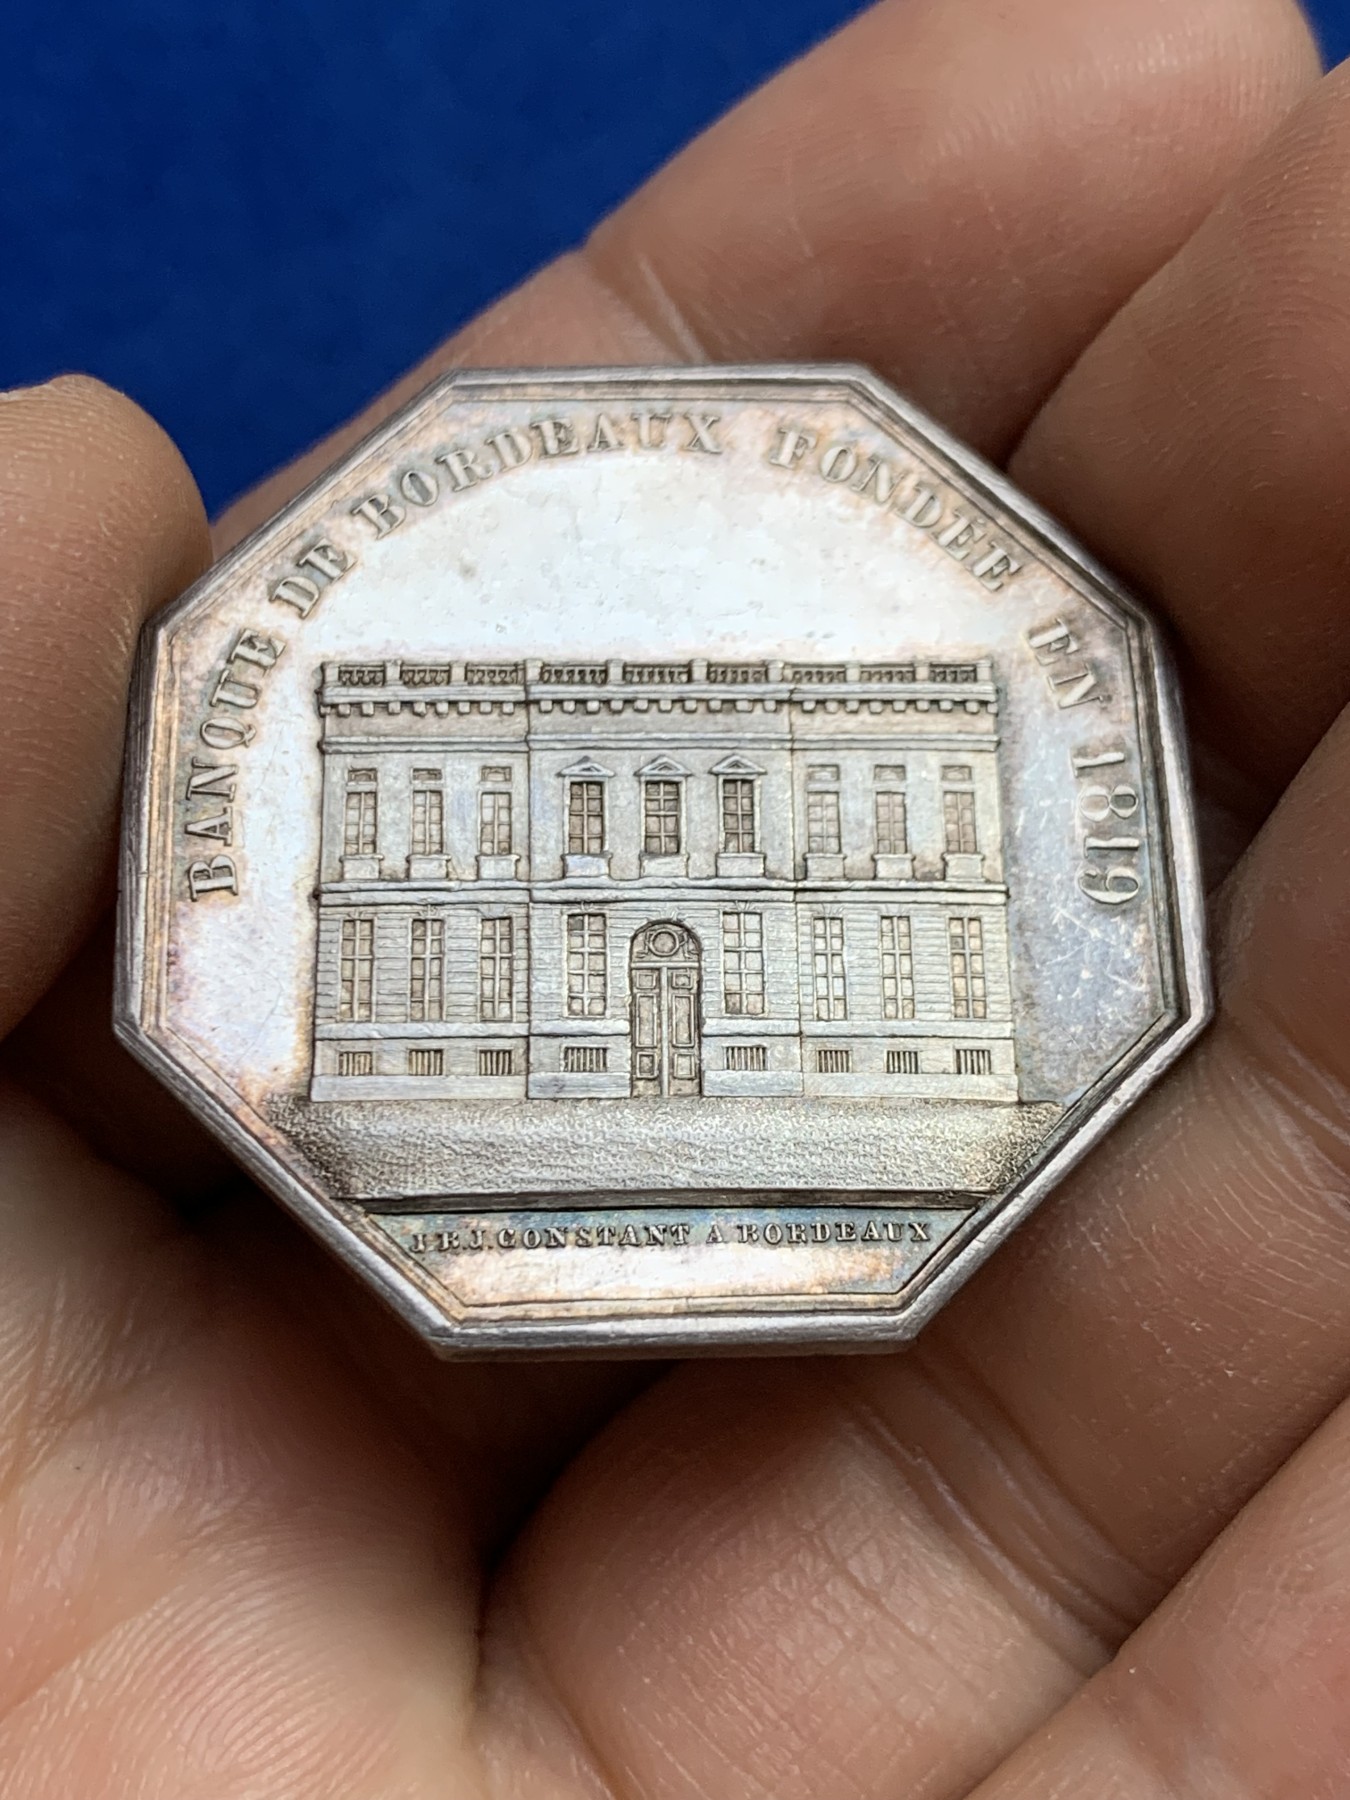 BANQUE DE BORDEAUX FONDÉE EN 1819
J.B.J.CONSTANT A BORDEAUX